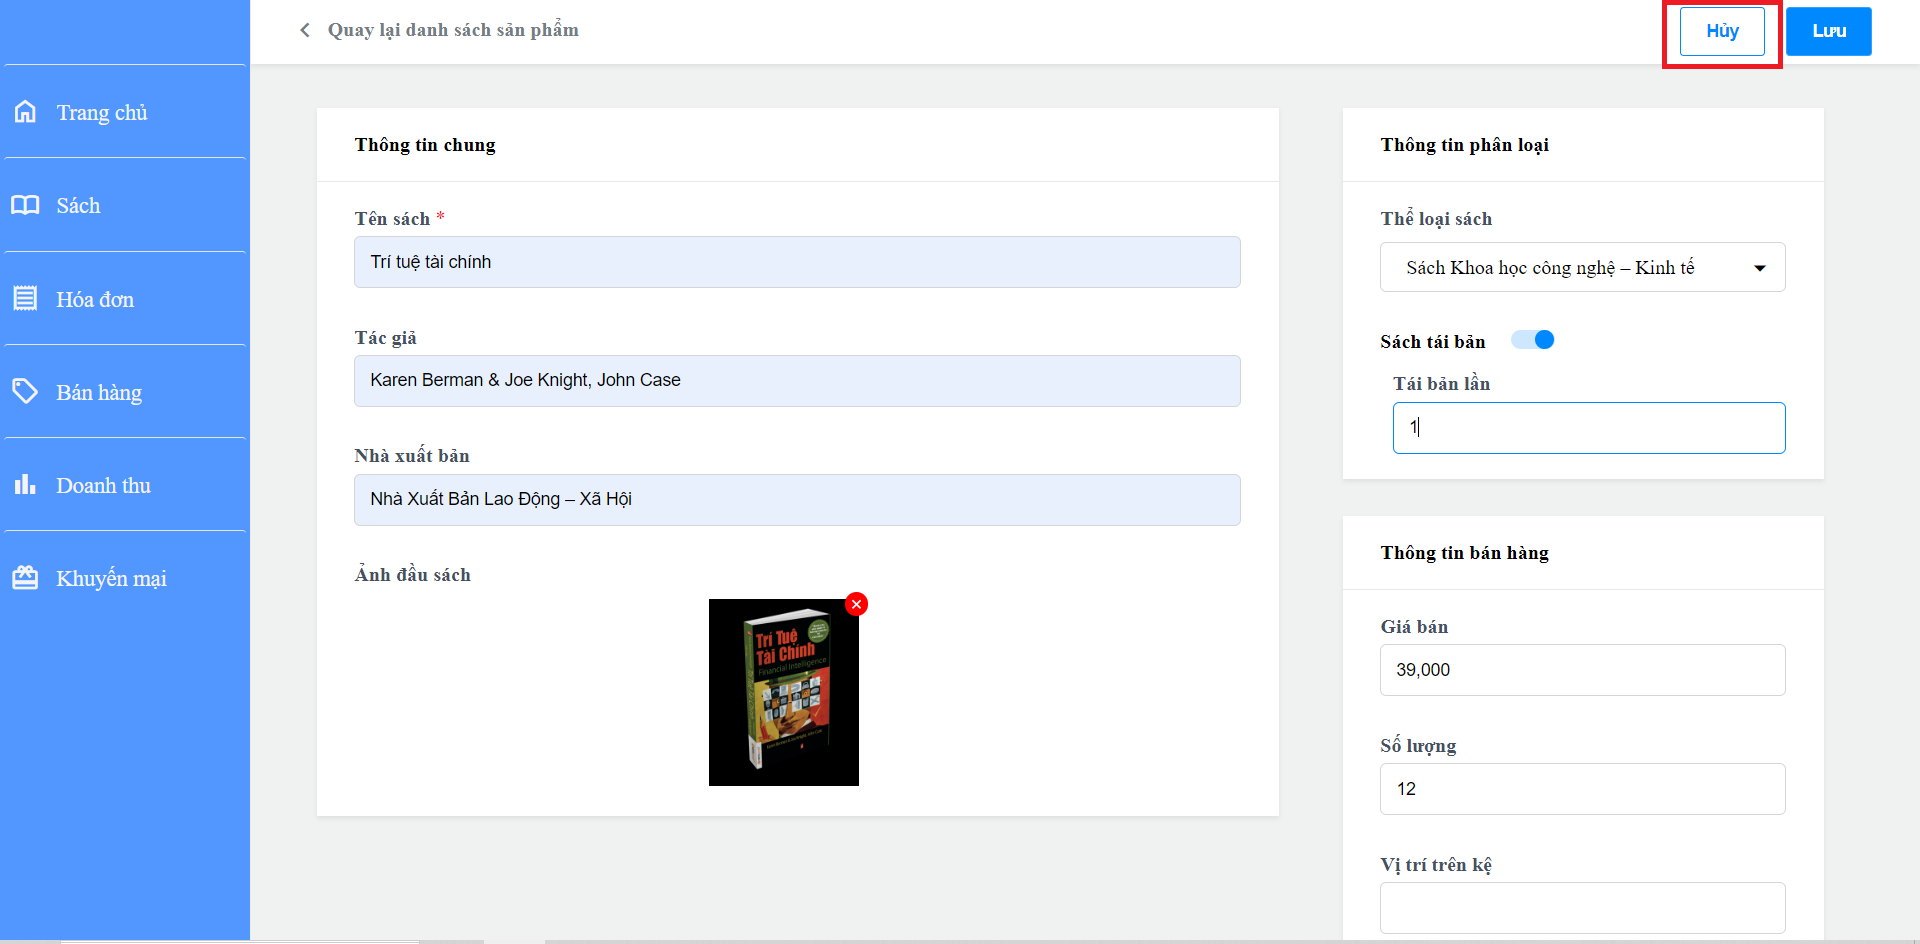 Quay lại danh sách sản phẩm
Hủy
Lưu
Trang chủ
Sách
Hóa đơn
Bán hàng
Doanh thu
Khuyến mại
Thông tin chung
Tên sách *
Trí tuệ tài chính
Tác giả
Karen Berman & Joe Knight, John Case
Nhà xuất bản
Nhà Xuất Bản Lao Động – Xã Hội
Ảnh đầu sách
Trí Tuệ
Tài Chính
Financial Intelligence
Thông tin phân loại
Thể loại sách
Sách Khoa học công nghệ – Kinh tế
Sách tái bản
Tái bản lần
1
Thông tin bán hàng
Giá bán
39,000
Số lượng
12
Vị trí trên kệ